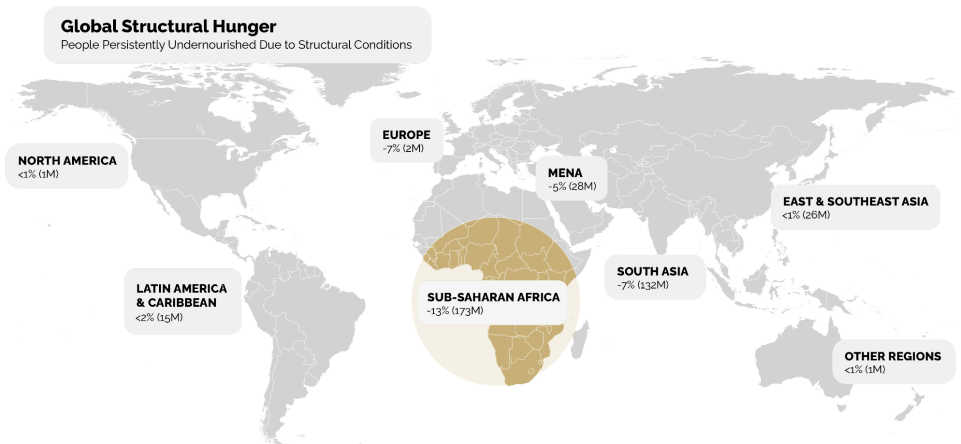 Global Structural Hunger
People Persistently Undernourished Due to Structural Conditions
EUROPE
-7% (2M)
NORTH AMERICA
<1% (1M)
MENA
-5% (28M)
EAST & SOUTHEAST ASIA
<1% (26M)
SOUTH ASIA
-7% (132M)
LATIN AMERICA
& CARIBBEAN
<2% (15M)
SUB-SAHARAN AFRICA
-13% (173M)
OTHER REGIONS
<1% (1M)